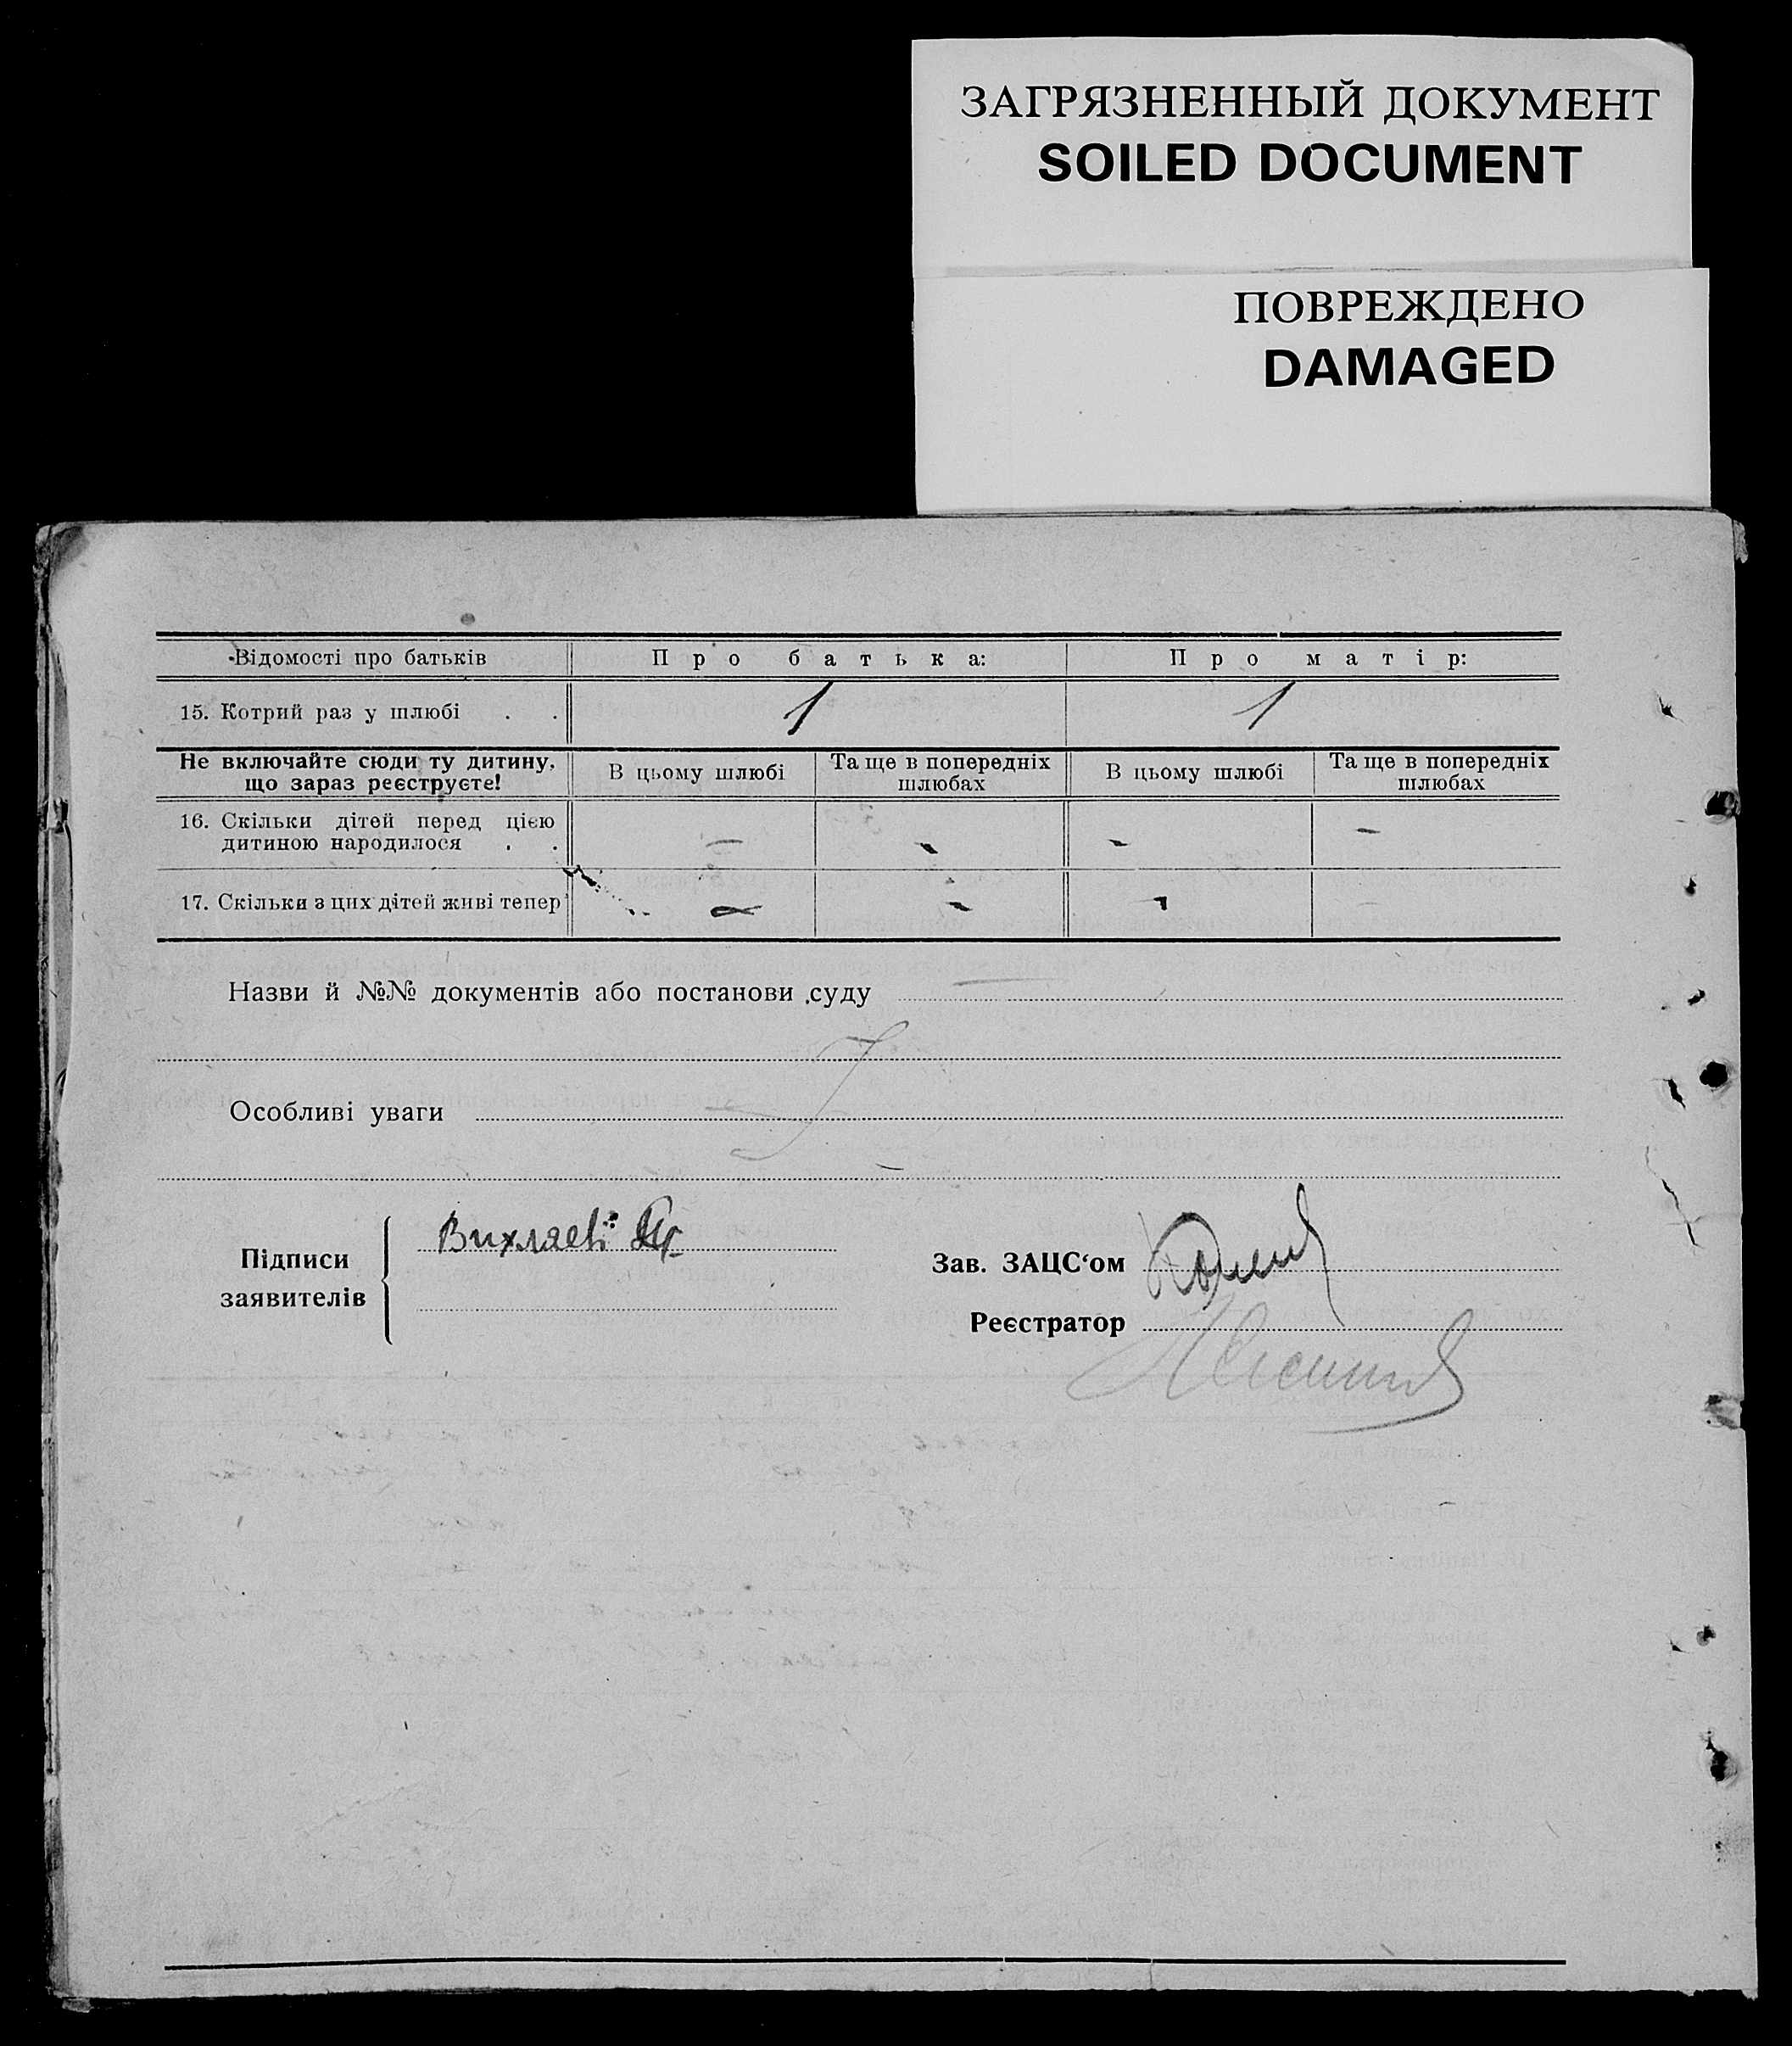 ЗАГРЯЗНЕННЫЙ ДОКУМЕНТ
SOILED DOCUMENT
ПОВРЕЖДЕНО
DAMAGED
Відомості про батьків Про батька: Про матір:
15. Котрий раз у шлюбі . . 1 1
Не включайте сюди ту дитину, що зараз реєструєте! В цьому шлюбі Та ще в попередніх шлюбах В цьому шлюбі Та ще в попередніх шлюбах
16. Скільки дітей перед цією
дитиною народилося . . – – – –
17. Скільки з цих дітей живі тепер – – –
Назви й №№ документів або постанови суду
Особливі уваги
Підписи
заявителів
Зав. ЗАЦС‘ом
Реєстратор